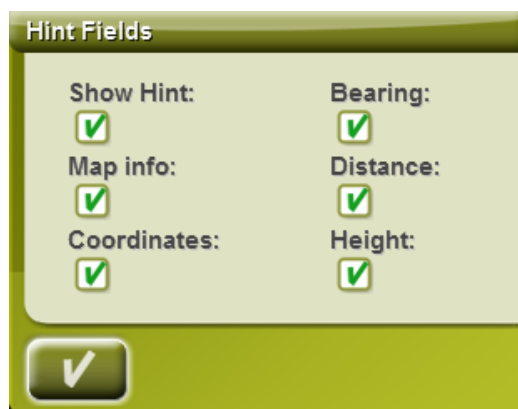 Hint Fields
Show Hint: Bearing:
Map info: Distance:
Coordinates: Height: